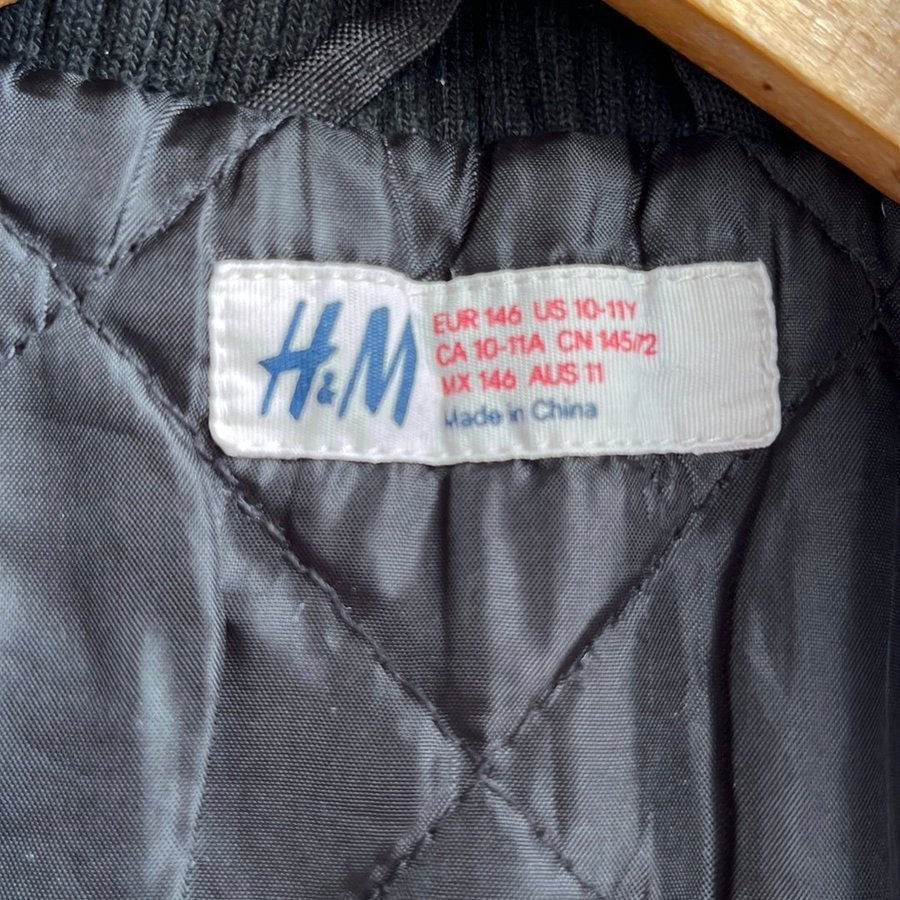 H&M
EUR 146 US 10-11Y
CA 10-11A CN 145/72
MX 146 AUS 11
Made in China